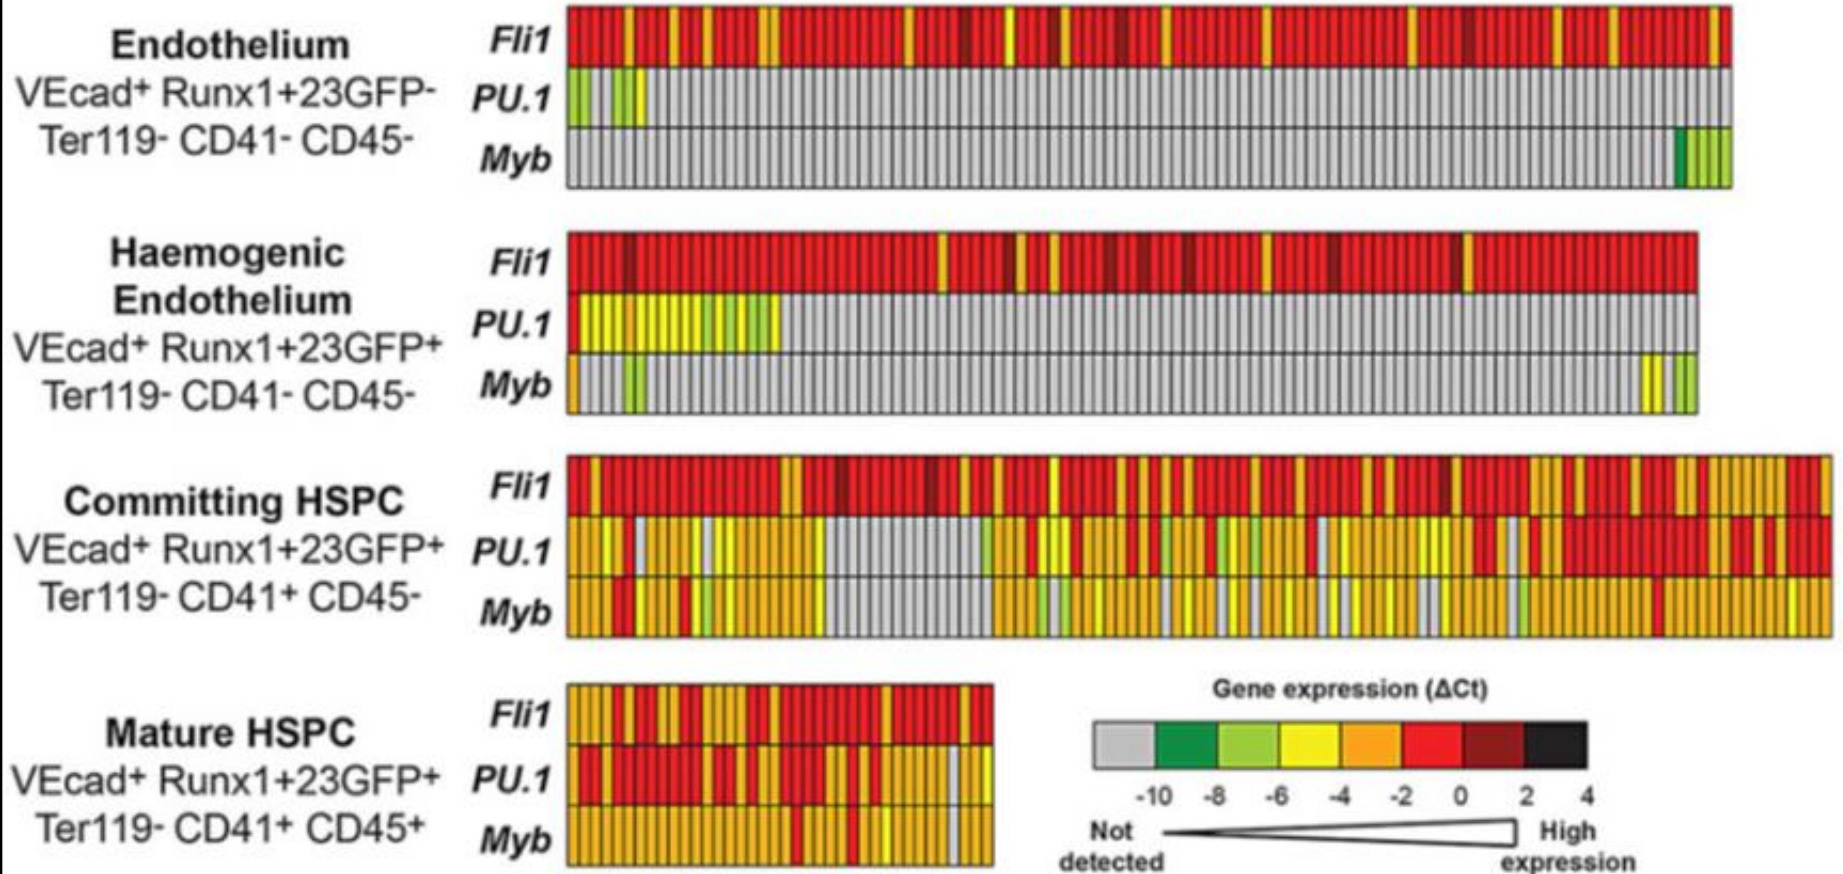 Endothelium
VEcad⁺ Runx1+23GFP-
Ter119- CD41- CD45-
Fli1
PU.1
Myb
Haemogenic
Endothelium
VEcad⁺ Runx1+23GFP+
Ter119- CD41- CD45-
Fli1
PU.1
Myb
Committing HSPC
VEcad⁺ Runx1+23GFP+
Ter119- CD41+ CD45-
Fli1
PU.1
Myb
Mature HSPC
VEcad⁺ Runx1+23GFP+
Ter119- CD41+ CD45+
Fli1
PU.1
Myb
Gene expression (ΔCt)
-10 -8 -6 -4 -2 0 2 4
Not detected
High expression